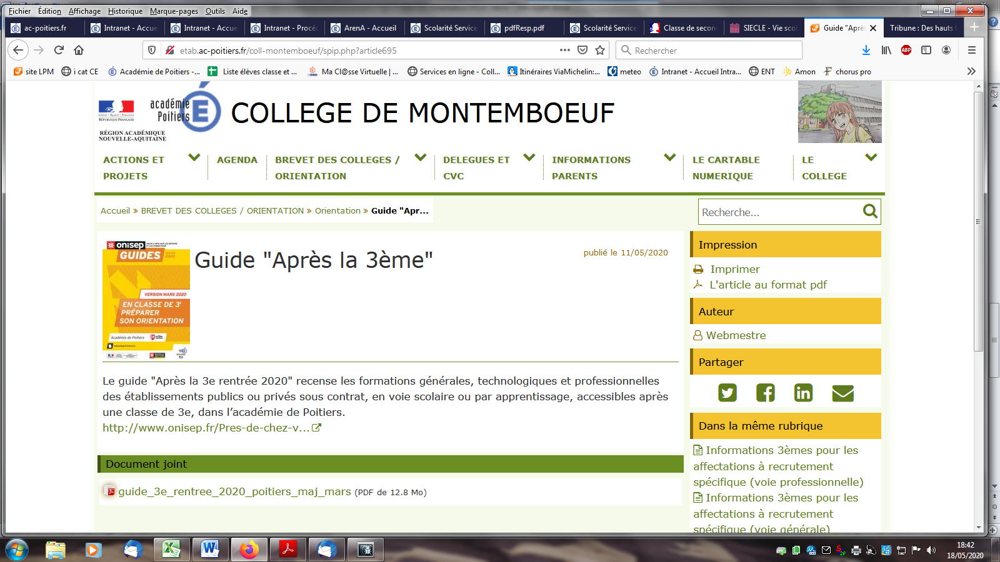 Fichier Édition Affichage Historique Marque-pages Outils Aide
ac-poitiers.fr
Intranet - Accue
Intranet - Accue
Intranet - Procé
ArenA - Accueil
Scolarité Service
pdfResp.pdf
Scolarité Service
Classe de secon
SIECLE - Vie scol
Guide "Après
Tribune : Des hauts f
etab.ac-poitiers.fr/coll-montemboeuf/spip.php?article695
Rechercher
ABP
site LPM
i cat CE
Académie de Poitiers -...
Liste élèves classe et ...
Ma Cl@sse Virtuelle | ...
Services en ligne - Coll...
Itinéraires ViaMichelin:...
meteo
Intranet - Accueil Intra...
ENT
Amon
chorus pro
RÉPUBLIQUE FRANÇAISE
RÉGION ACADÉMIQUE
NOUVELLE-AQUITAINE
académie
Poitiers
COLLEGE DE MONTEMBOEUF
ACTIONS ET
PROJETS
AGENDA
BREVET DES COLLEGES /
ORIENTATION
DELEGUES ET
CVC
INFORMATIONS
PARENTS
LE CARTABLE
NUMERIQUE
LE
COLLEGE
Accueil » BREVET DES COLLEGES / ORIENTATION » Orientation » Guide "Apr...
Recherche...
onisep
GUIDES
VERSION MARS 2020
EN CLASSE DE 3e
PRÉPARER
SON ORIENTATION
Académie de Poitiers
Guide "Après la 3ème"
publié le 11/05/2020
Le guide "Après la 3e rentrée 2020" recense les formations générales, technologiques et professionnelles
des établissements publics ou privés sous contrat, en voie scolaire ou par apprentissage, accessibles après
une classe de 3e, dans l’académie de Poitiers.
http://www.onisep.fr/Pres-de-chez-v...
Document joint
guide_3e_rentree_2020_poitiers_maj_mars (PDF de 12.8 Mo)
Impression
Imprimer
L'article au format pdf
Auteur
Webmestre
Partager
Dans la même rubrique
Informations 3èmes pour les
affectations à recrutement
spécifique (voie professionnelle)
Informations 3èmes pour les
affectations à recrutement
spécifique (voie générale)
18:42
18/05/2020